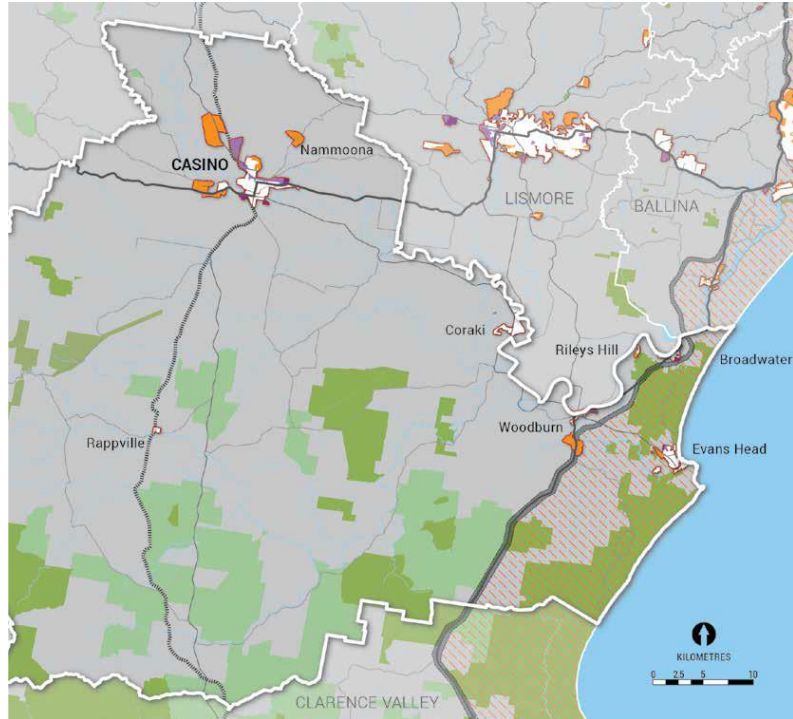 Nammoona
CASINO
LISMORE
BALLINA
Coraki
Rileys Hill
Broadwater
Woodburn
Rappville
Evans Head
KILOMETRES
0 2.5 5 10
CLARENCE VALLEY